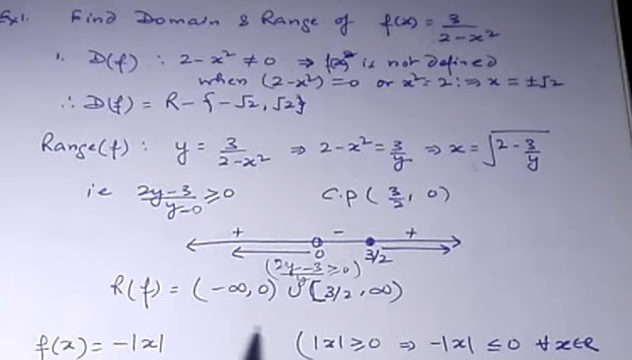 Ex1. Find Domain & Range of f(x) = 3/(2-x²)
1. D(f) : 2-x² ≠ 0 ⇒ is not defined
when (2-x²) = 0 or x² = 2 :⇒ x = ±√2
∴ D(f) = R - {-√2, √2}
Range(f) : y = 3/(2-x²) ⇒ 2-x² = 3/y ⇒ x = √(2 - 3/y)
ie (2y-3)/(y-0) ≥ 0 C.P ( 3/2, 0)
+ - +
0 3/2
((2y-3)/y ≥ 0)
R(f) = (-∞, 0) ∪ [3/2, ∞)
f(x) = -|x| (|x| ≥ 0 ⇒ -|x| ≤ 0 ∀ x∈R